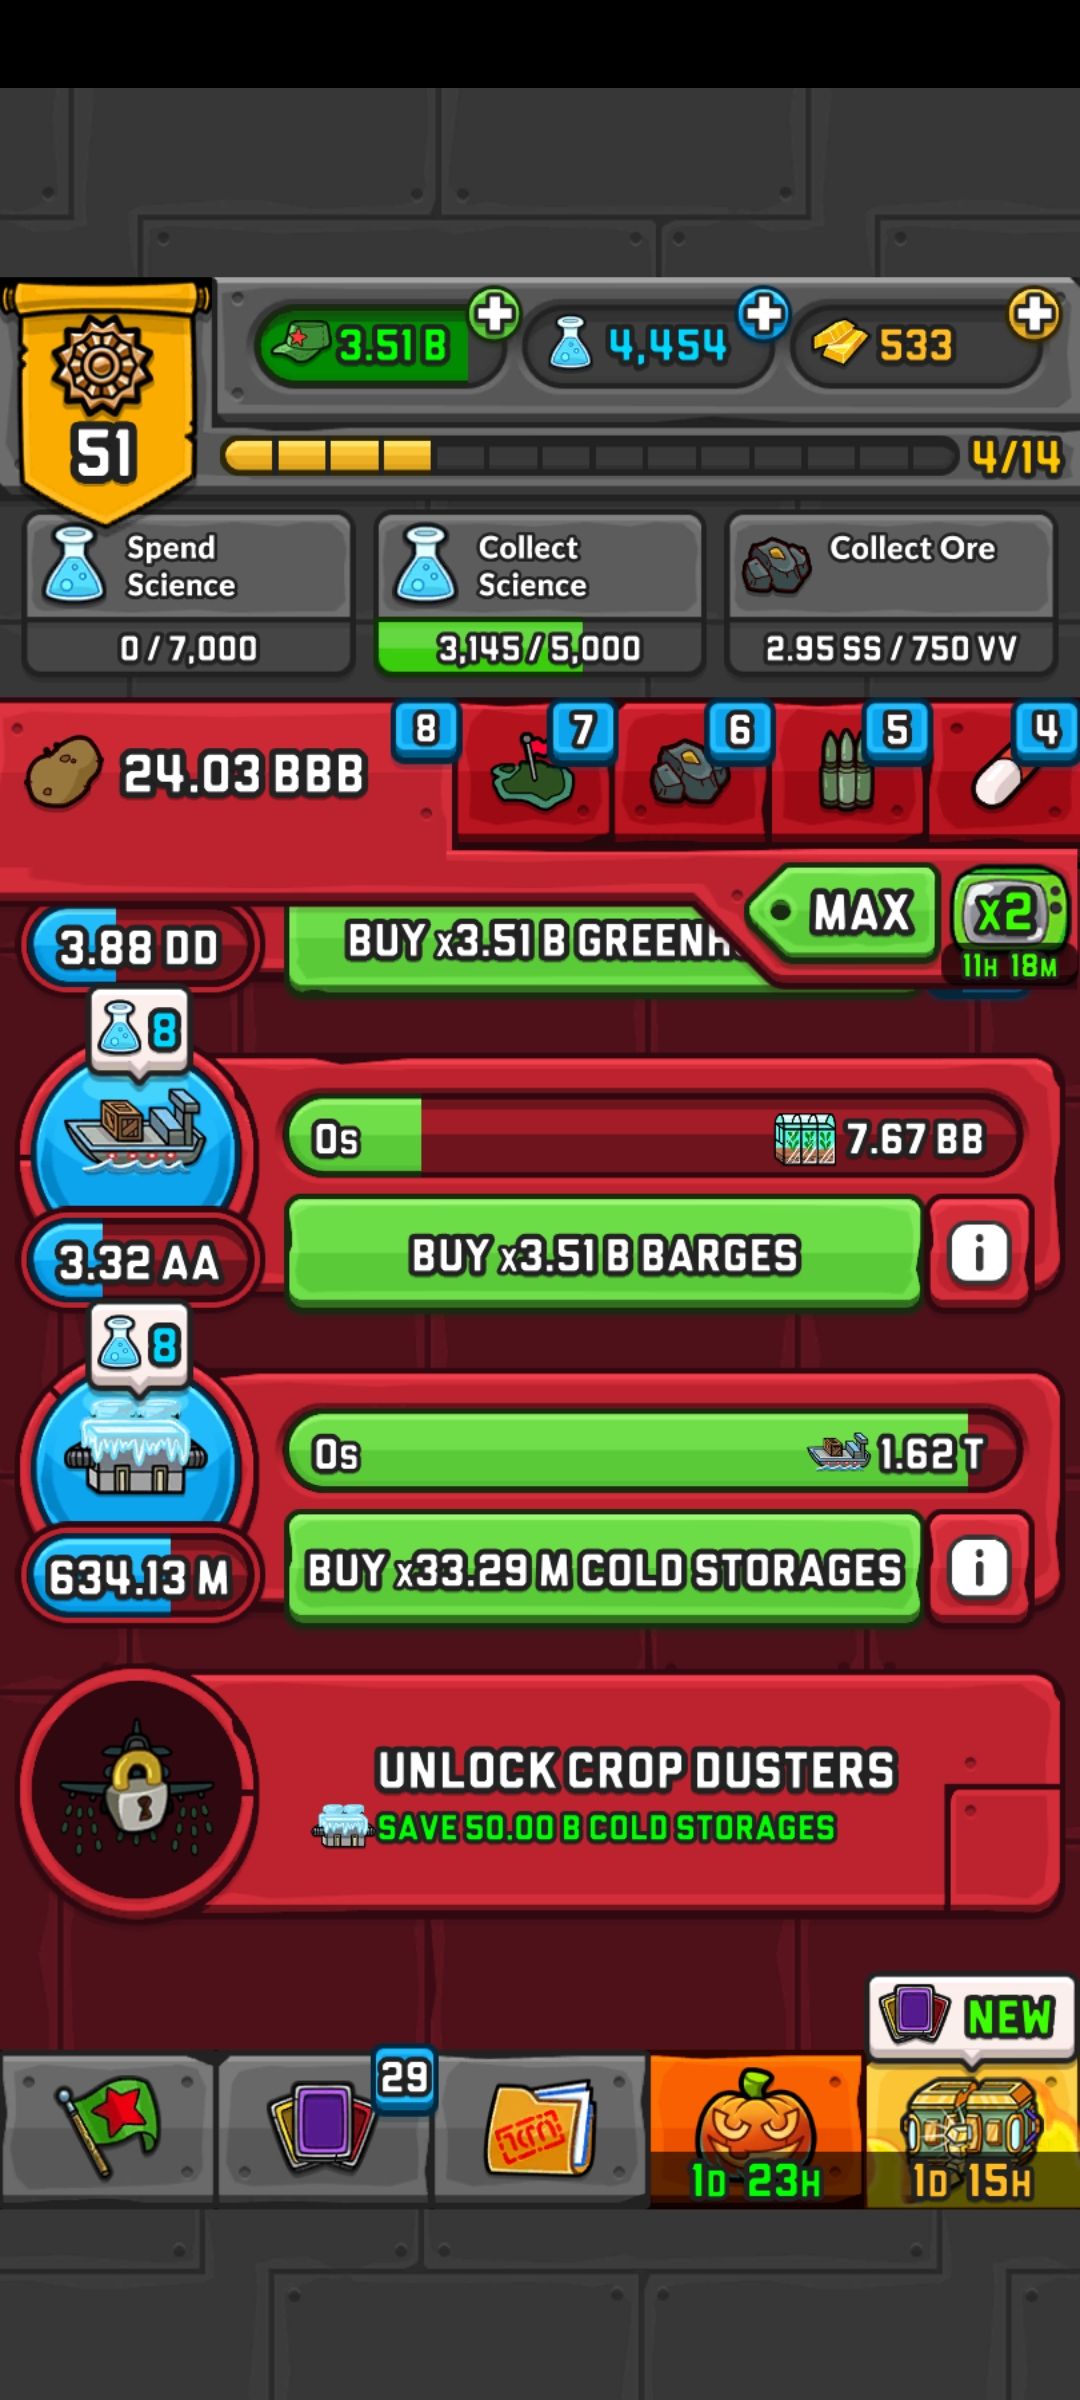 3.51 B
4,454
533
51
4/14
Spend
Science
0 / 7,000
Collect
Science
3,145 / 5,000
Collect Ore
2.95 SS / 750 VV
24.03 BBB
8
7
6
5
4
MAX
x2
11H 18M
3.88 DD
BUY x3.51 B
8
0s
7.67 BB
3.32 AA
BUY x3.51 B BARGES
i
8
0s
1.62 T
634.13 M
BUY x33.29 M COLD STORAGES
i
UNLOCK CROP DUSTERS
SAVE 50.00 B COLD STORAGES
NEW
29
1D 23H
1D 15H